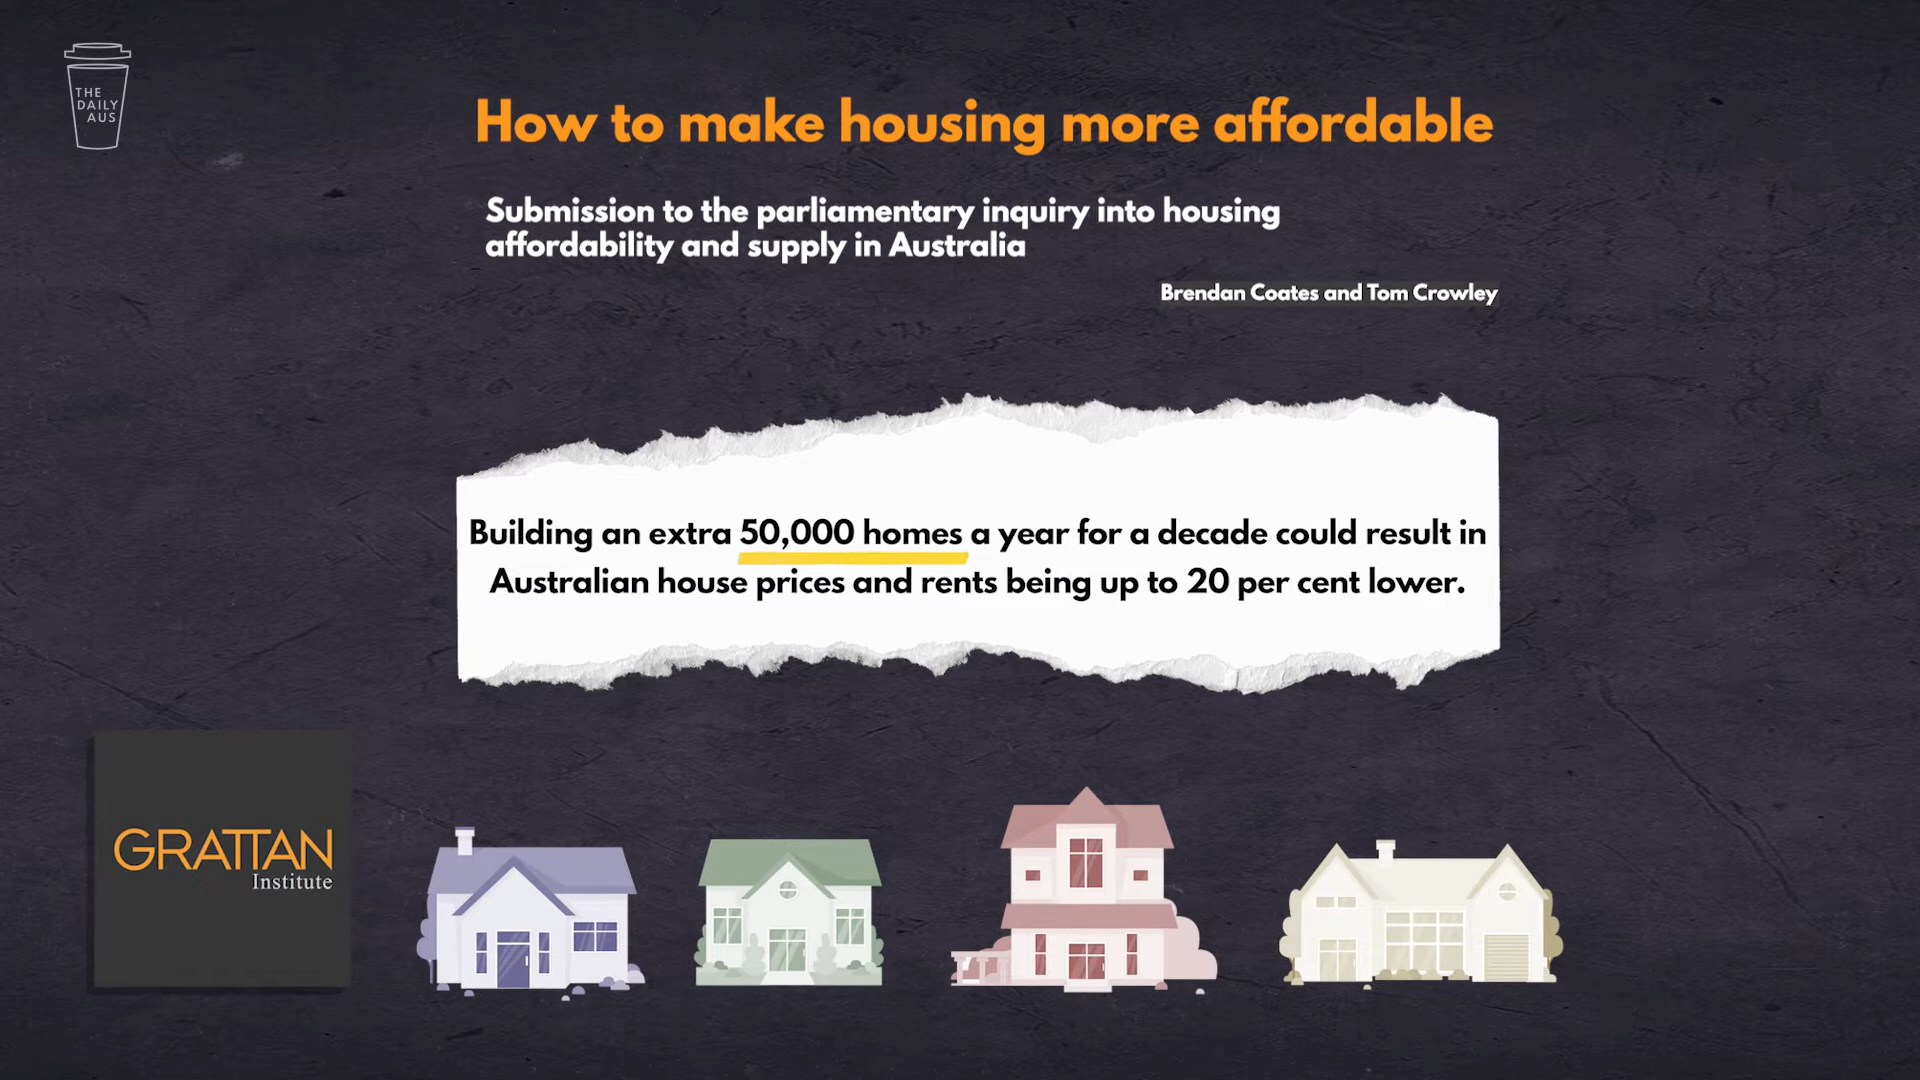 THE
DAILY
AUS
How to make housing more affordable
Submission to the parliamentary inquiry into housing
affordability and supply in Australia
Brendan Coates and Tom Crowley
Building an extra 50,000 homes a year for a decade could result in
Australian house prices and rents being up to 20 per cent lower.
GRATTAN
Institute